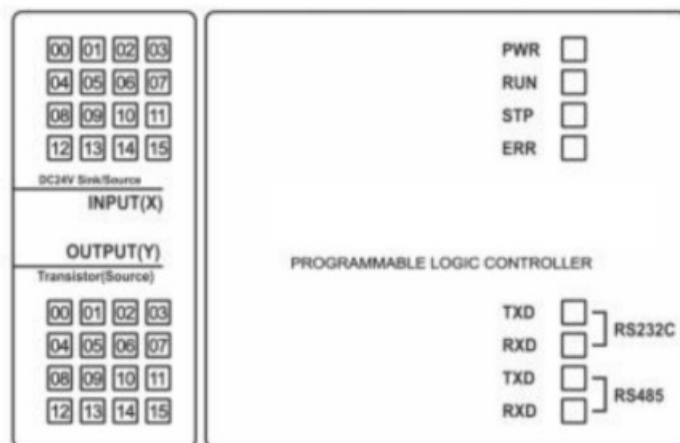 00 01 02 03
04 05 06 07
08 09 10 11
12 13 14 15
DC24V Sink/Source
INPUT(X)
OUTPUT(Y)
Transistor(Source)
00 01 02 03
04 05 06 07
08 09 10 11
12 13 14 15
PWR
RUN
STP
ERR
PROGRAMMABLE LOGIC CONTROLLER
TXD
RXD
RS232C
TXD
RXD
RS485